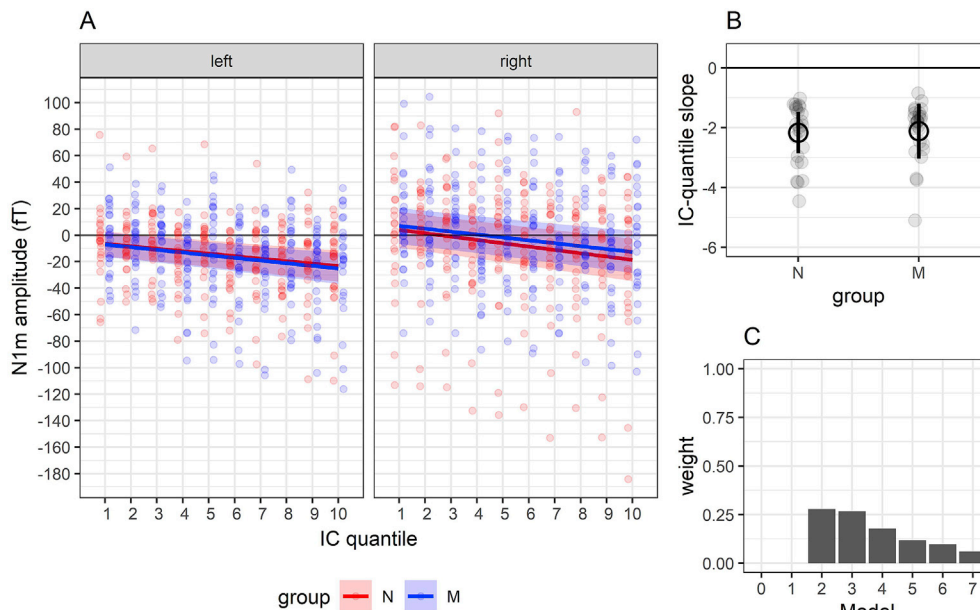 A
left
right
N1m amplitude (fT)
100
80
60
40
20
0
-20
-40
-60
-80
-100
-120
-140
-160
-180
1 2 3 4 5 6 7 8 9 10
1 2 3 4 5 6 7 8 9 10
IC quantile
group N M
B
IC-quantile slope
0
-2
-4
-6
N M
group
C
weight
1.00
0.75
0.50
0.25
0.00
0 1 2 3 4 5 6 7
Model